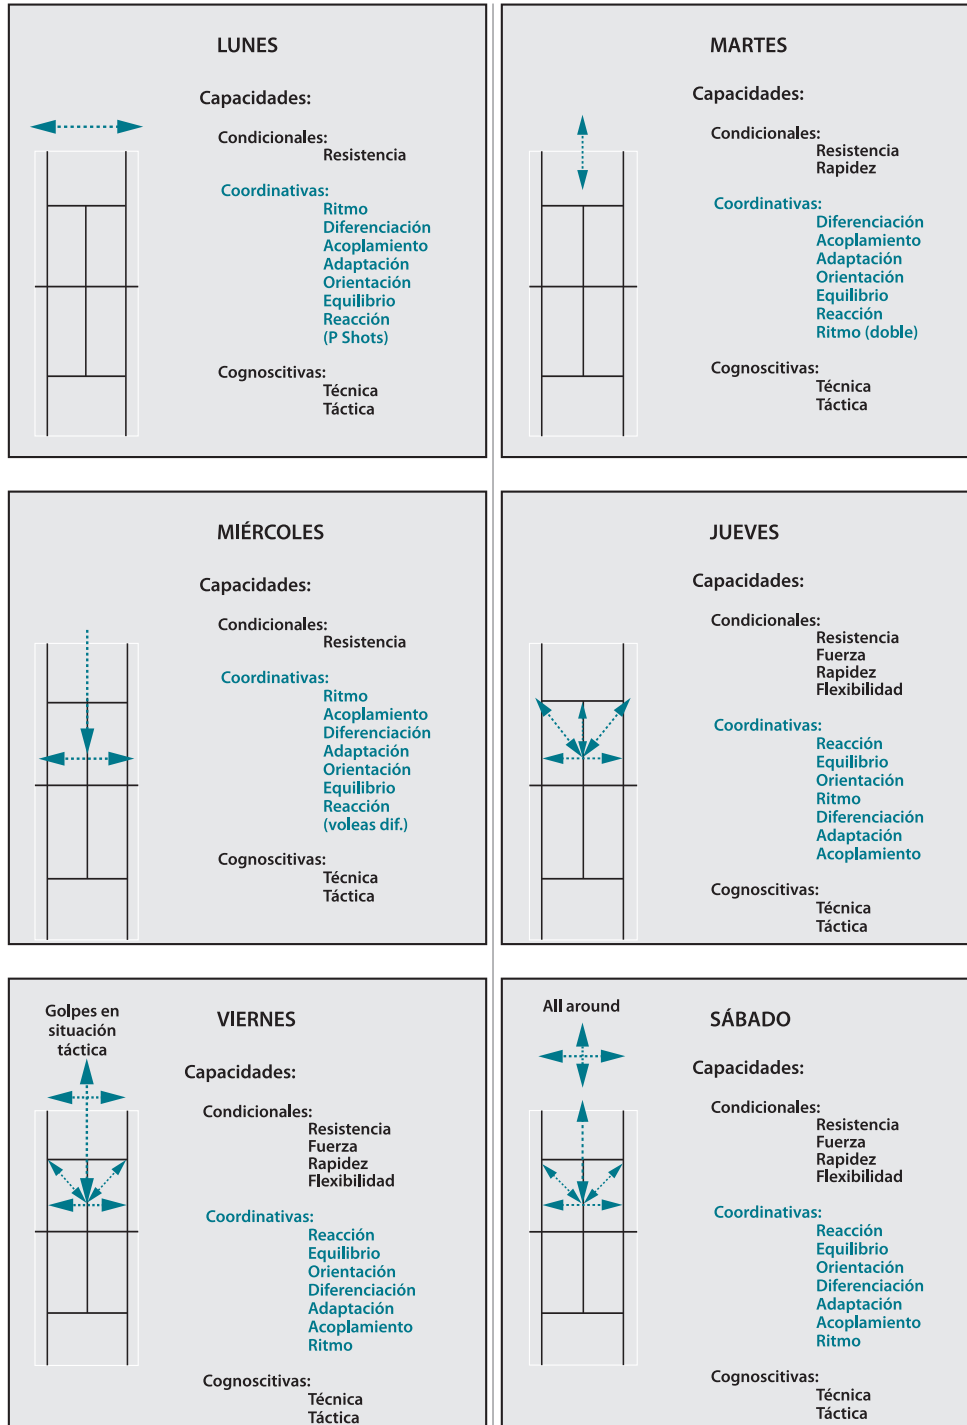 LUNES
Capacidades:
Condicionales:
Resistencia
Coordinativas:
Ritmo
Diferenciación
Acoplamiento
Adaptación
Orientación
Equilibrio
Reacción
(P Shots)
Cognoscitivas:
Técnica
Táctica
MARTES
Capacidades:
Condicionales:
Resistencia
Rapidez
Coordinativas:
Diferenciación
Acoplamiento
Adaptación
Orientación
Equilibrio
Reacción
Ritmo (doble)
Cognoscitivas:
Técnica
Táctica
MIÉRCOLES
Capacidades:
Condicionales:
Resistencia
Coordinativas:
Ritmo
Acoplamiento
Diferenciación
Adaptación
Orientación
Equilibrio
Reacción
(voleas dif.)
Cognoscitivas:
Técnica
Táctica
JUEVES
Capacidades:
Condicionales:
Resistencia
Fuerza
Rapidez
Flexibilidad
Coordinativas:
Reacción
Equilibrio
Orientación
Ritmo
Diferenciación
Adaptación
Acoplamiento
Cognoscitivas:
Técnica
Táctica
Golpes en
situación
táctica
VIERNES
Capacidades:
Condicionales:
Resistencia
Fuerza
Rapidez
Flexibilidad
Coordinativas:
Reacción
Equilibrio
Orientación
Diferenciación
Adaptación
Acoplamiento
Ritmo
Cognoscitivas:
Técnica
Táctica
All around
SÁBADO
Capacidades:
Condicionales:
Resistencia
Fuerza
Rapidez
Flexibilidad
Coordinativas:
Reacción
Equilibrio
Orientación
Diferenciación
Adaptación
Acoplamiento
Ritmo
Cognoscitivas:
Técnica
Táctica